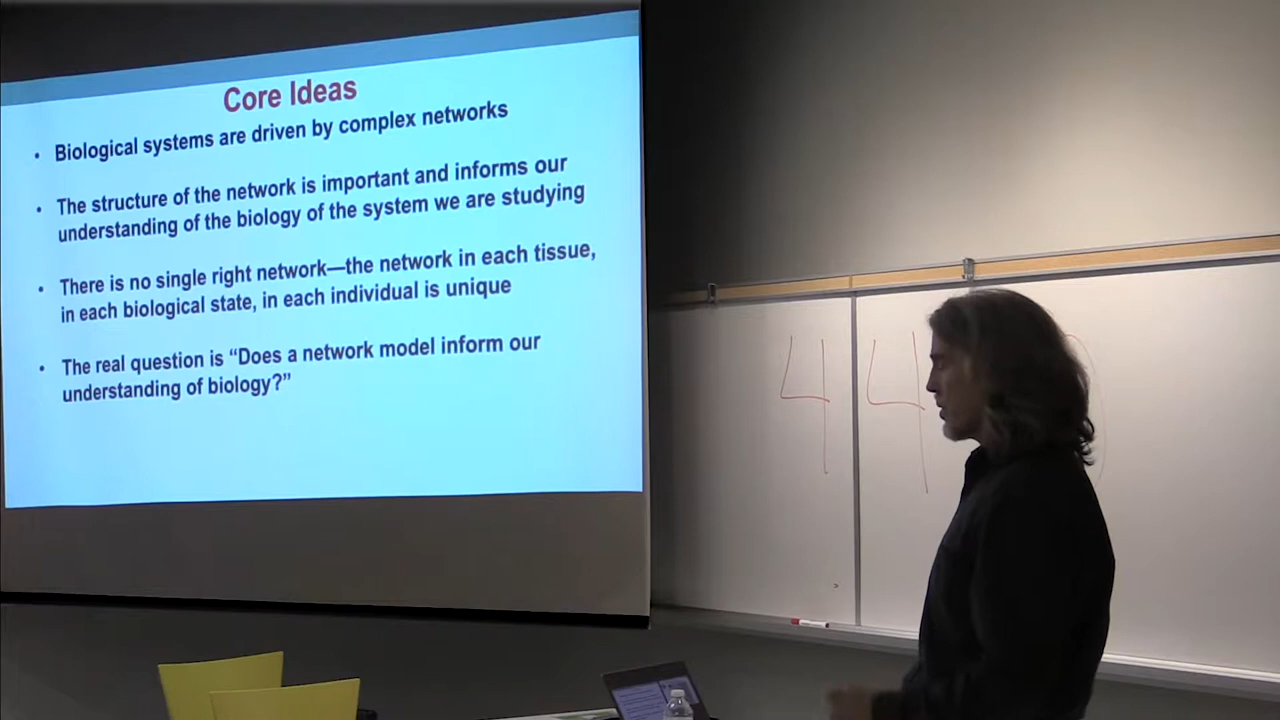 Core Ideas
• Biological systems are driven by complex networks
• The structure of the network is important and informs our
understanding of the biology of the system we are studying
• There is no single right network—the network in each tissue,
in each biological state, in each individual is unique
• The real question is “Does a network model inform our
understanding of biology?”
4 4